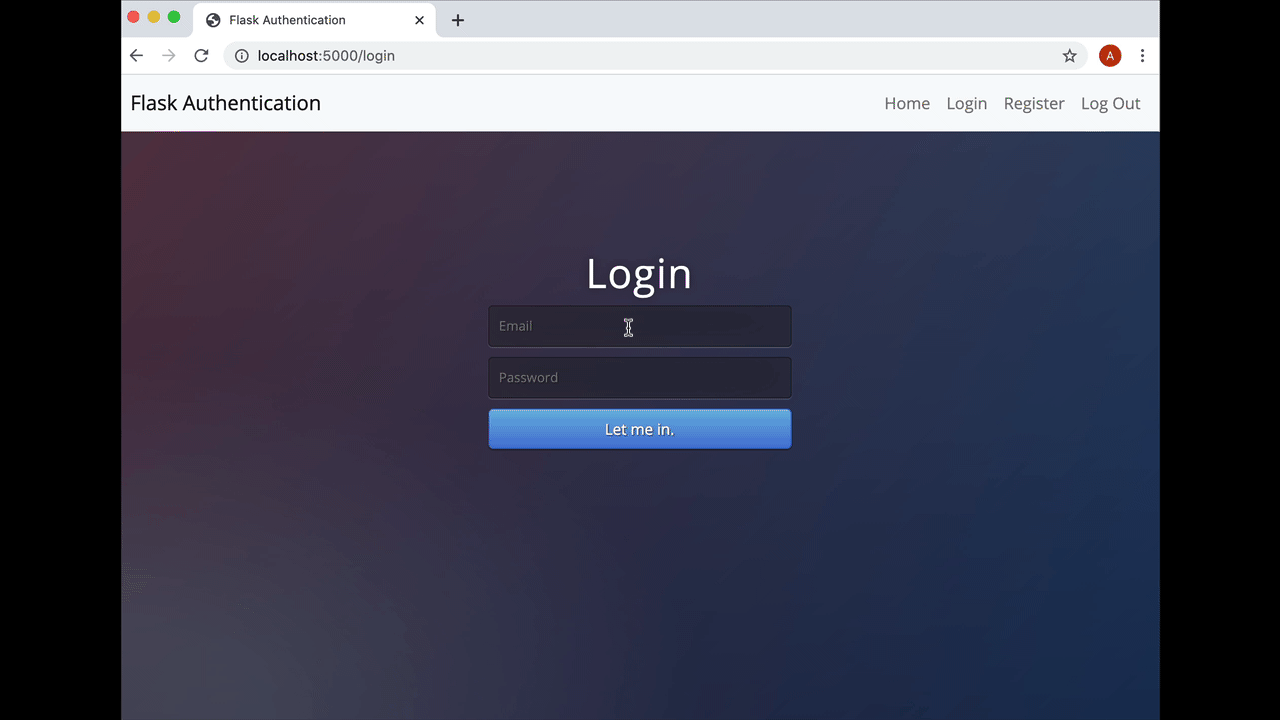 Flask Authentication
localhost:5000/login
A
Flask Authentication
Home Login Register Log Out
Login
Email
Password
Let me in.